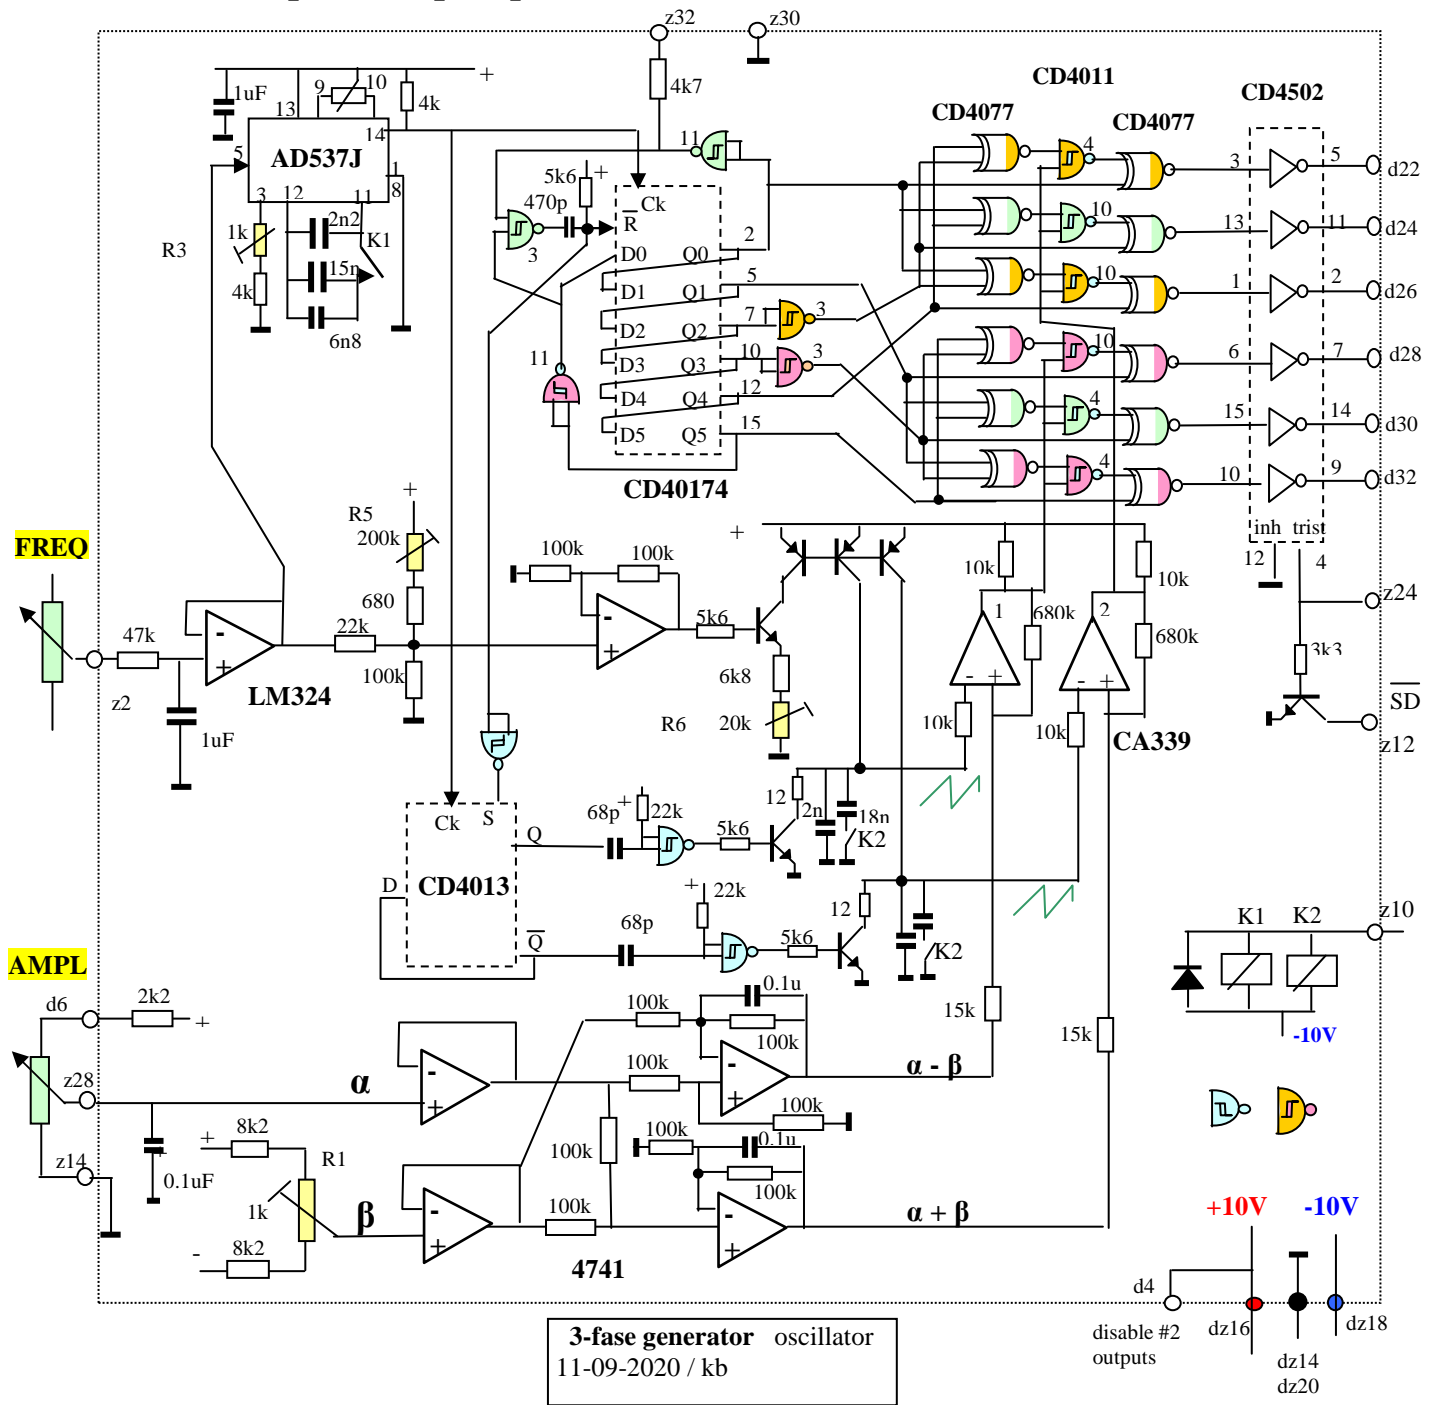 z32 z30
CD4011
CD4077 CD4502
CD4077
1uF 13 9 10 4k + 4k7
14 11 4 3 5 d22
5 AD537J 1
8
3 12 11 5k6 + 470p
R3 1k 2n2 K1 3 R Ck 2 10 13 11 d24
15n D0 Q0
4k 6n8 D1 Q1 5 10 1 2 d26
D2 Q2 7 3
11 D3 Q3 10 3 10 6 7 d28
D4 Q4 12
D5 Q5 15 4 15 14 d30
CD40174 4 10 9 d32
+ inh trist
R5 200k + 12 4
FREQ 100k 100k 10k 10k z24
680 1 680k 2 680k
47k 22k 5k6 3k3
- + - + - + - +
LM324 100k 6k8 SD
z2 R6 20k 10k 10k CA339 z12
1uF
12 2n 18n K2
Ck S Q 68p + 22k 5k6
D CD4013
+ 22k 12
Q 68p 5k6 K2 K1 K2 z10
AMPL
d6 2k2 + 100k 0.1u 15k 15k -10V
100k
z28 α - + 100k - + α - β
100k
z14 0.1uF + 8k2 R1 100k 100k 0.1u
1k β - + 100k 100k - + α + β
- 8k2 4741 +10V -10V
d4
disable #2
outputs dz16 dz18
dz14
dz20
3-fase generator oscillator
11-09-2020 / kb